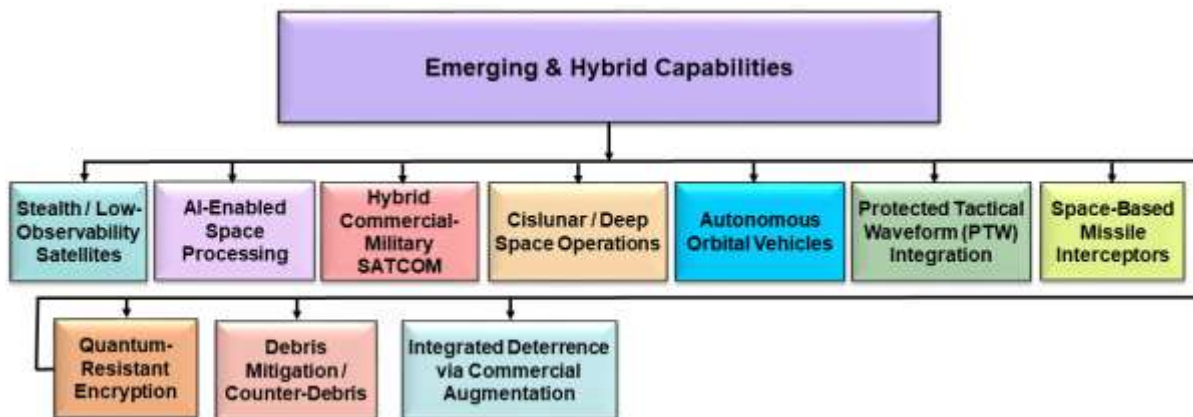 Emerging & Hybrid Capabilities
Stealth / Low-
Observability
Satellites
AI-Enabled
Space
Processing
Hybrid
Commercial-
Military
SATCOM
Cislunar / Deep
Space Operations
Autonomous
Orbital Vehicles
Protected Tactical
Waveform (PTW)
Integration
Space-Based
Missile
Interceptors
Quantum-
Resistant
Encryption
Debris
Mitigation /
Counter-Debris
Integrated Deterrence
via Commercial
Augmentation